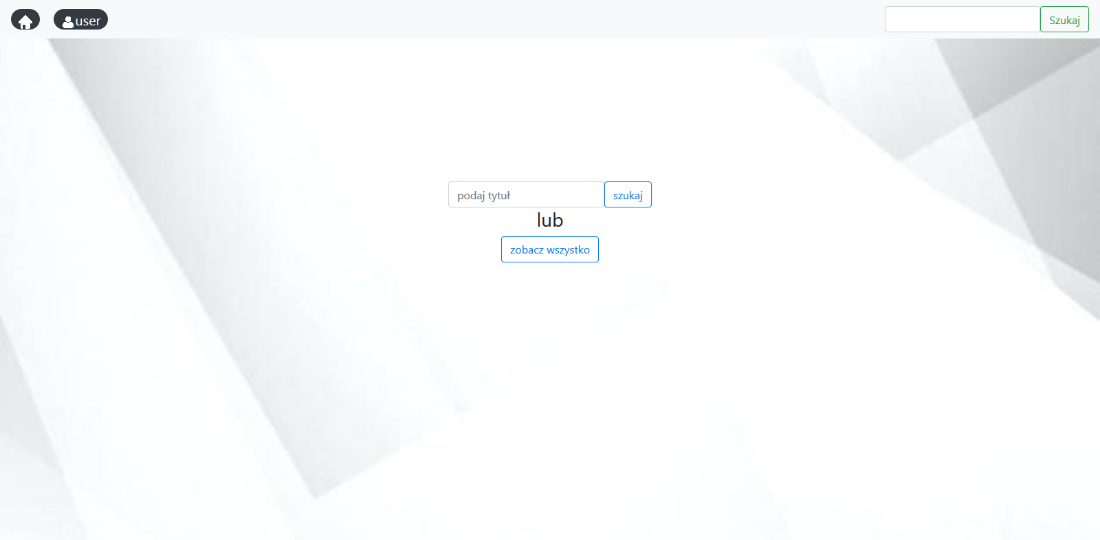 user
Szukaj
podaj tytuł
szukaj
lub
zobacz wszystko